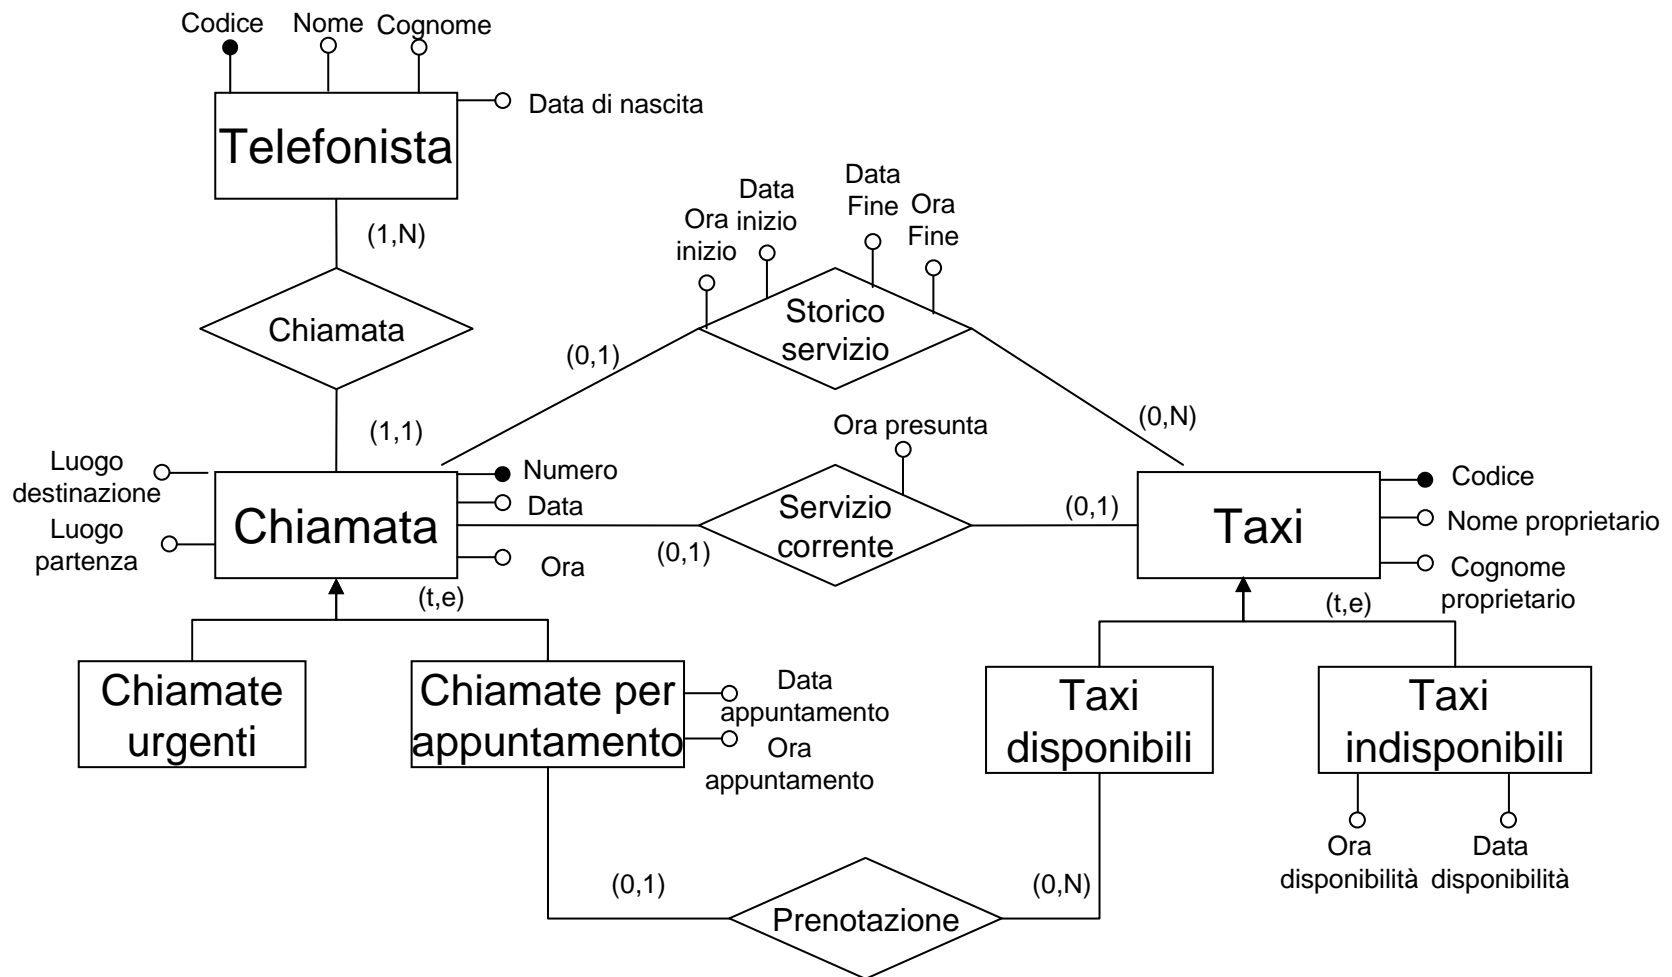 Codice
Nome
Cognome
Data di nascita
Telefonista
(1,N)
Chiamata
(1,1)
Ora
inizio
Data
inizio
Data
Fine
Ora
Fine
Storico
servizio
(0,1)
(0,N)
Luogo
destinazione
Luogo
partenza
Chiamata
Numero
Data
Ora
(0,1)
Ora presunta
Servizio
corrente
(0,1)
Taxi
Codice
Nome proprietario
Cognome
proprietario
(t,e)
(t,e)
Chiamate
urgenti
Chiamate per
appuntamento
Data
appuntamento
Ora
appuntamento
Taxi
disponibili
Taxi
indisponibili
Ora
disponibilità
Data
disponibilità
(0,1)
Prenotazione
(0,N)